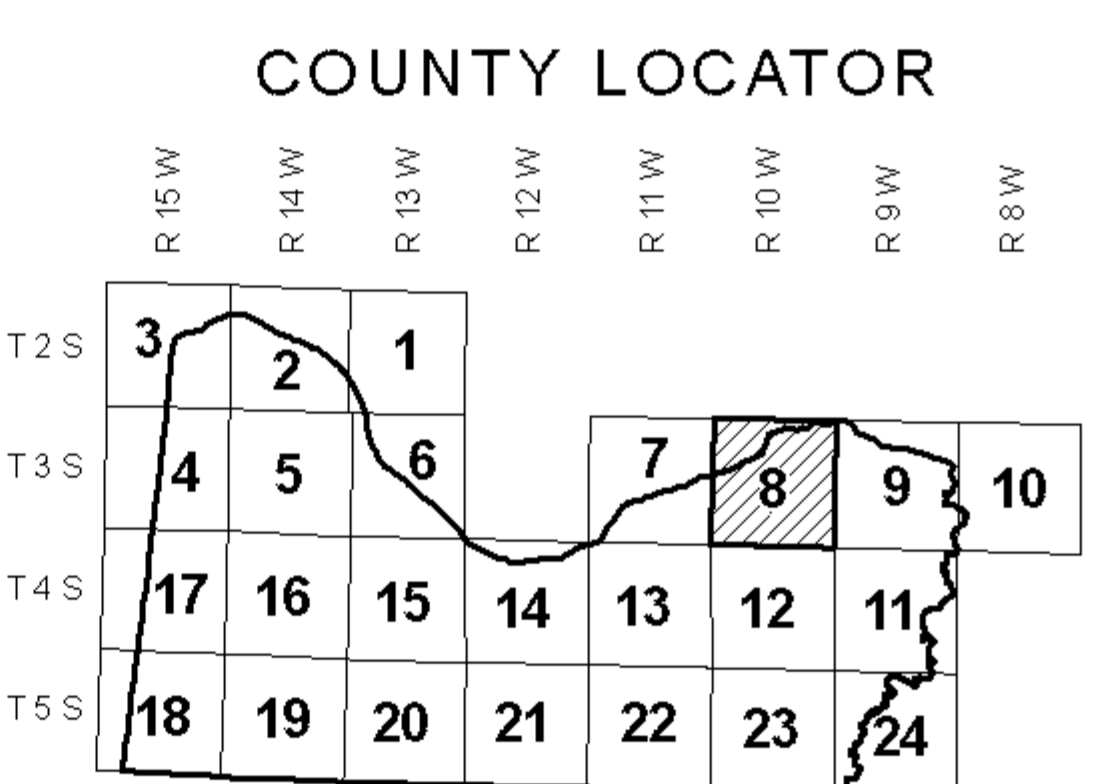 COUNTY LOCATOR
R 15 W R 14 W R 13 W R 12 W R 11 W R 10 W R 9 W R 8 W
T 2 S 3 2 1
T 3 S 4 5 6 7 8 9 10
T 4 S 17 16 15 14 13 12 11
T 5 S 18 19 20 21 22 23 24